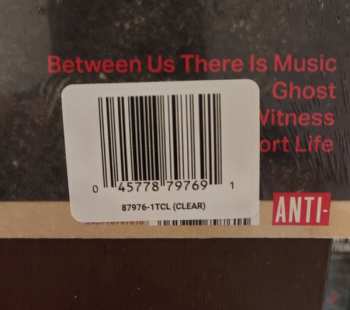 Between Us There Is Music
Ghost
Witness
ort Life
0 45778 79769 1
87976-1TCL (CLEAR)
ANTI-